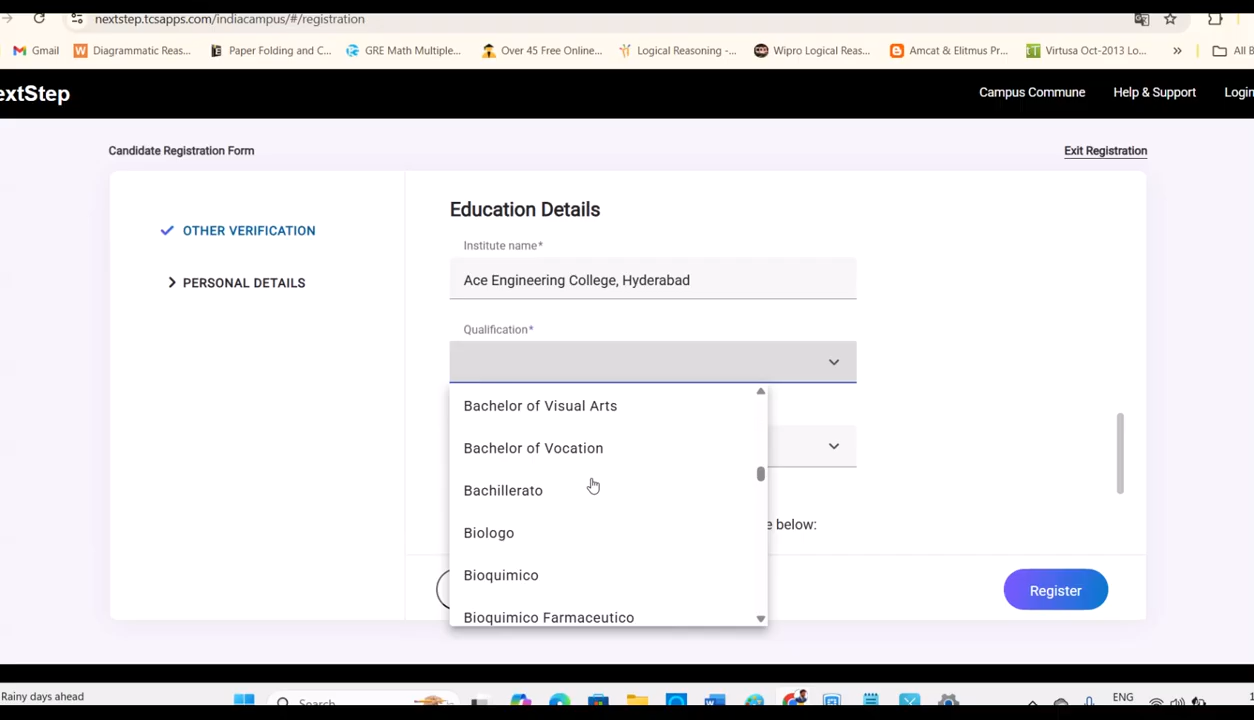 nextstep.tcsapps.com/indiacampus/#/registration
Gmail
Diagrammatic Reas...
Paper Folding and C...
GRE Math Multiple...
Over 45 Free Online...
Logical Reasoning -...
Wipro Logical Reas...
Amcat & Elitmus Pr...
Virtusa Oct-2013 Lo...
»
All B
extStep
Campus Commune
Help & Support
Login
Candidate Registration Form
Exit Registration
OTHER VERIFICATION
PERSONAL DETAILS
Education Details
Institute name*
Ace Engineering College, Hyderabad
Qualification*
Bachelor of Visual Arts
Bachelor of Vocation
Bachillerato
Biologo
Bioquimico
Bioquimico Farmaceutico
e below:
Register
Rainy days ahead
Search
ENG